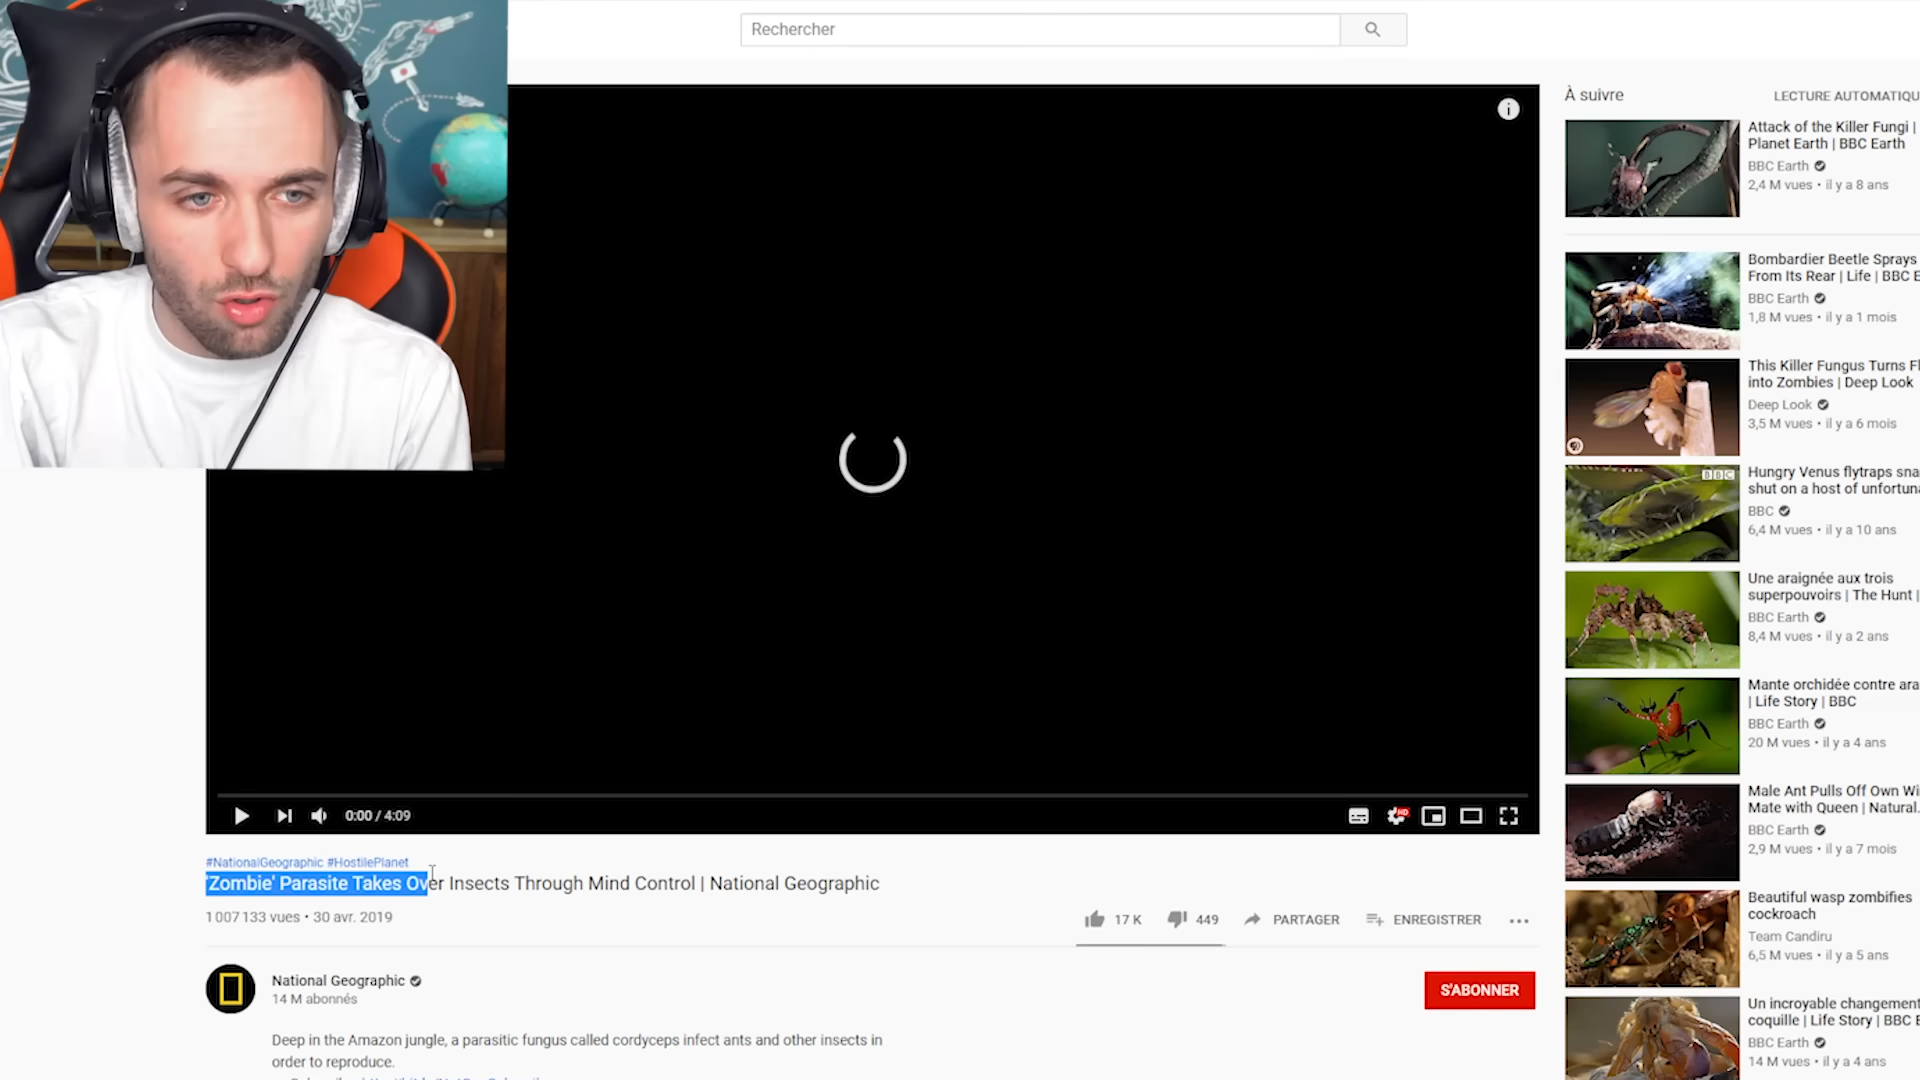 Rechercher
À suivre
LECTURE AUTOMATIQU
Attack of the Killer Fungi |
Planet Earth | BBC Earth
BBC Earth
2,4 M vues • il y a 8 ans
Bombardier Beetle Sprays
From Its Rear | Life | BBC E
BBC Earth
1,8 M vues • il y a 1 mois
This Killer Fungus Turns Fl
into Zombies | Deep Look
Deep Look
3,5 M vues • il y a 6 mois
BBC
Hungry Venus flytraps sna
shut on a host of unfortuna
BBC
6,4 M vues • il y a 10 ans
Une araignée aux trois
superpouvoirs | The Hunt |
BBC Earth
8,4 M vues • il y a 2 ans
Mante orchidée contre ara
| Life Story | BBC
BBC Earth
20 M vues • il y a 4 ans
Male Ant Pulls Off Own Wi
Mate with Queen | Natural.
BBC Earth
2,9 M vues • il y a 7 mois
Beautiful wasp zombifies
cockroach
Team Candiru
6,5 M vues • il y a 5 ans
Un incroyable changement
coquille | Life Story | BBC E
BBC Earth
14 M vues • il y a 4 ans
0:00 / 4:09
HD
#NationalGeographic #HostilePlanet
'Zombie' Parasite Takes Over Insects Through Mind Control | National Geographic
1 007 133 vues • 30 avr. 2019
17 K
449
PARTAGER
ENREGISTRER
National Geographic
14 M abonnés
S'ABONNER
Deep in the Amazon jungle, a parasitic fungus called cordyceps infect ants and other insects in
order to reproduce.